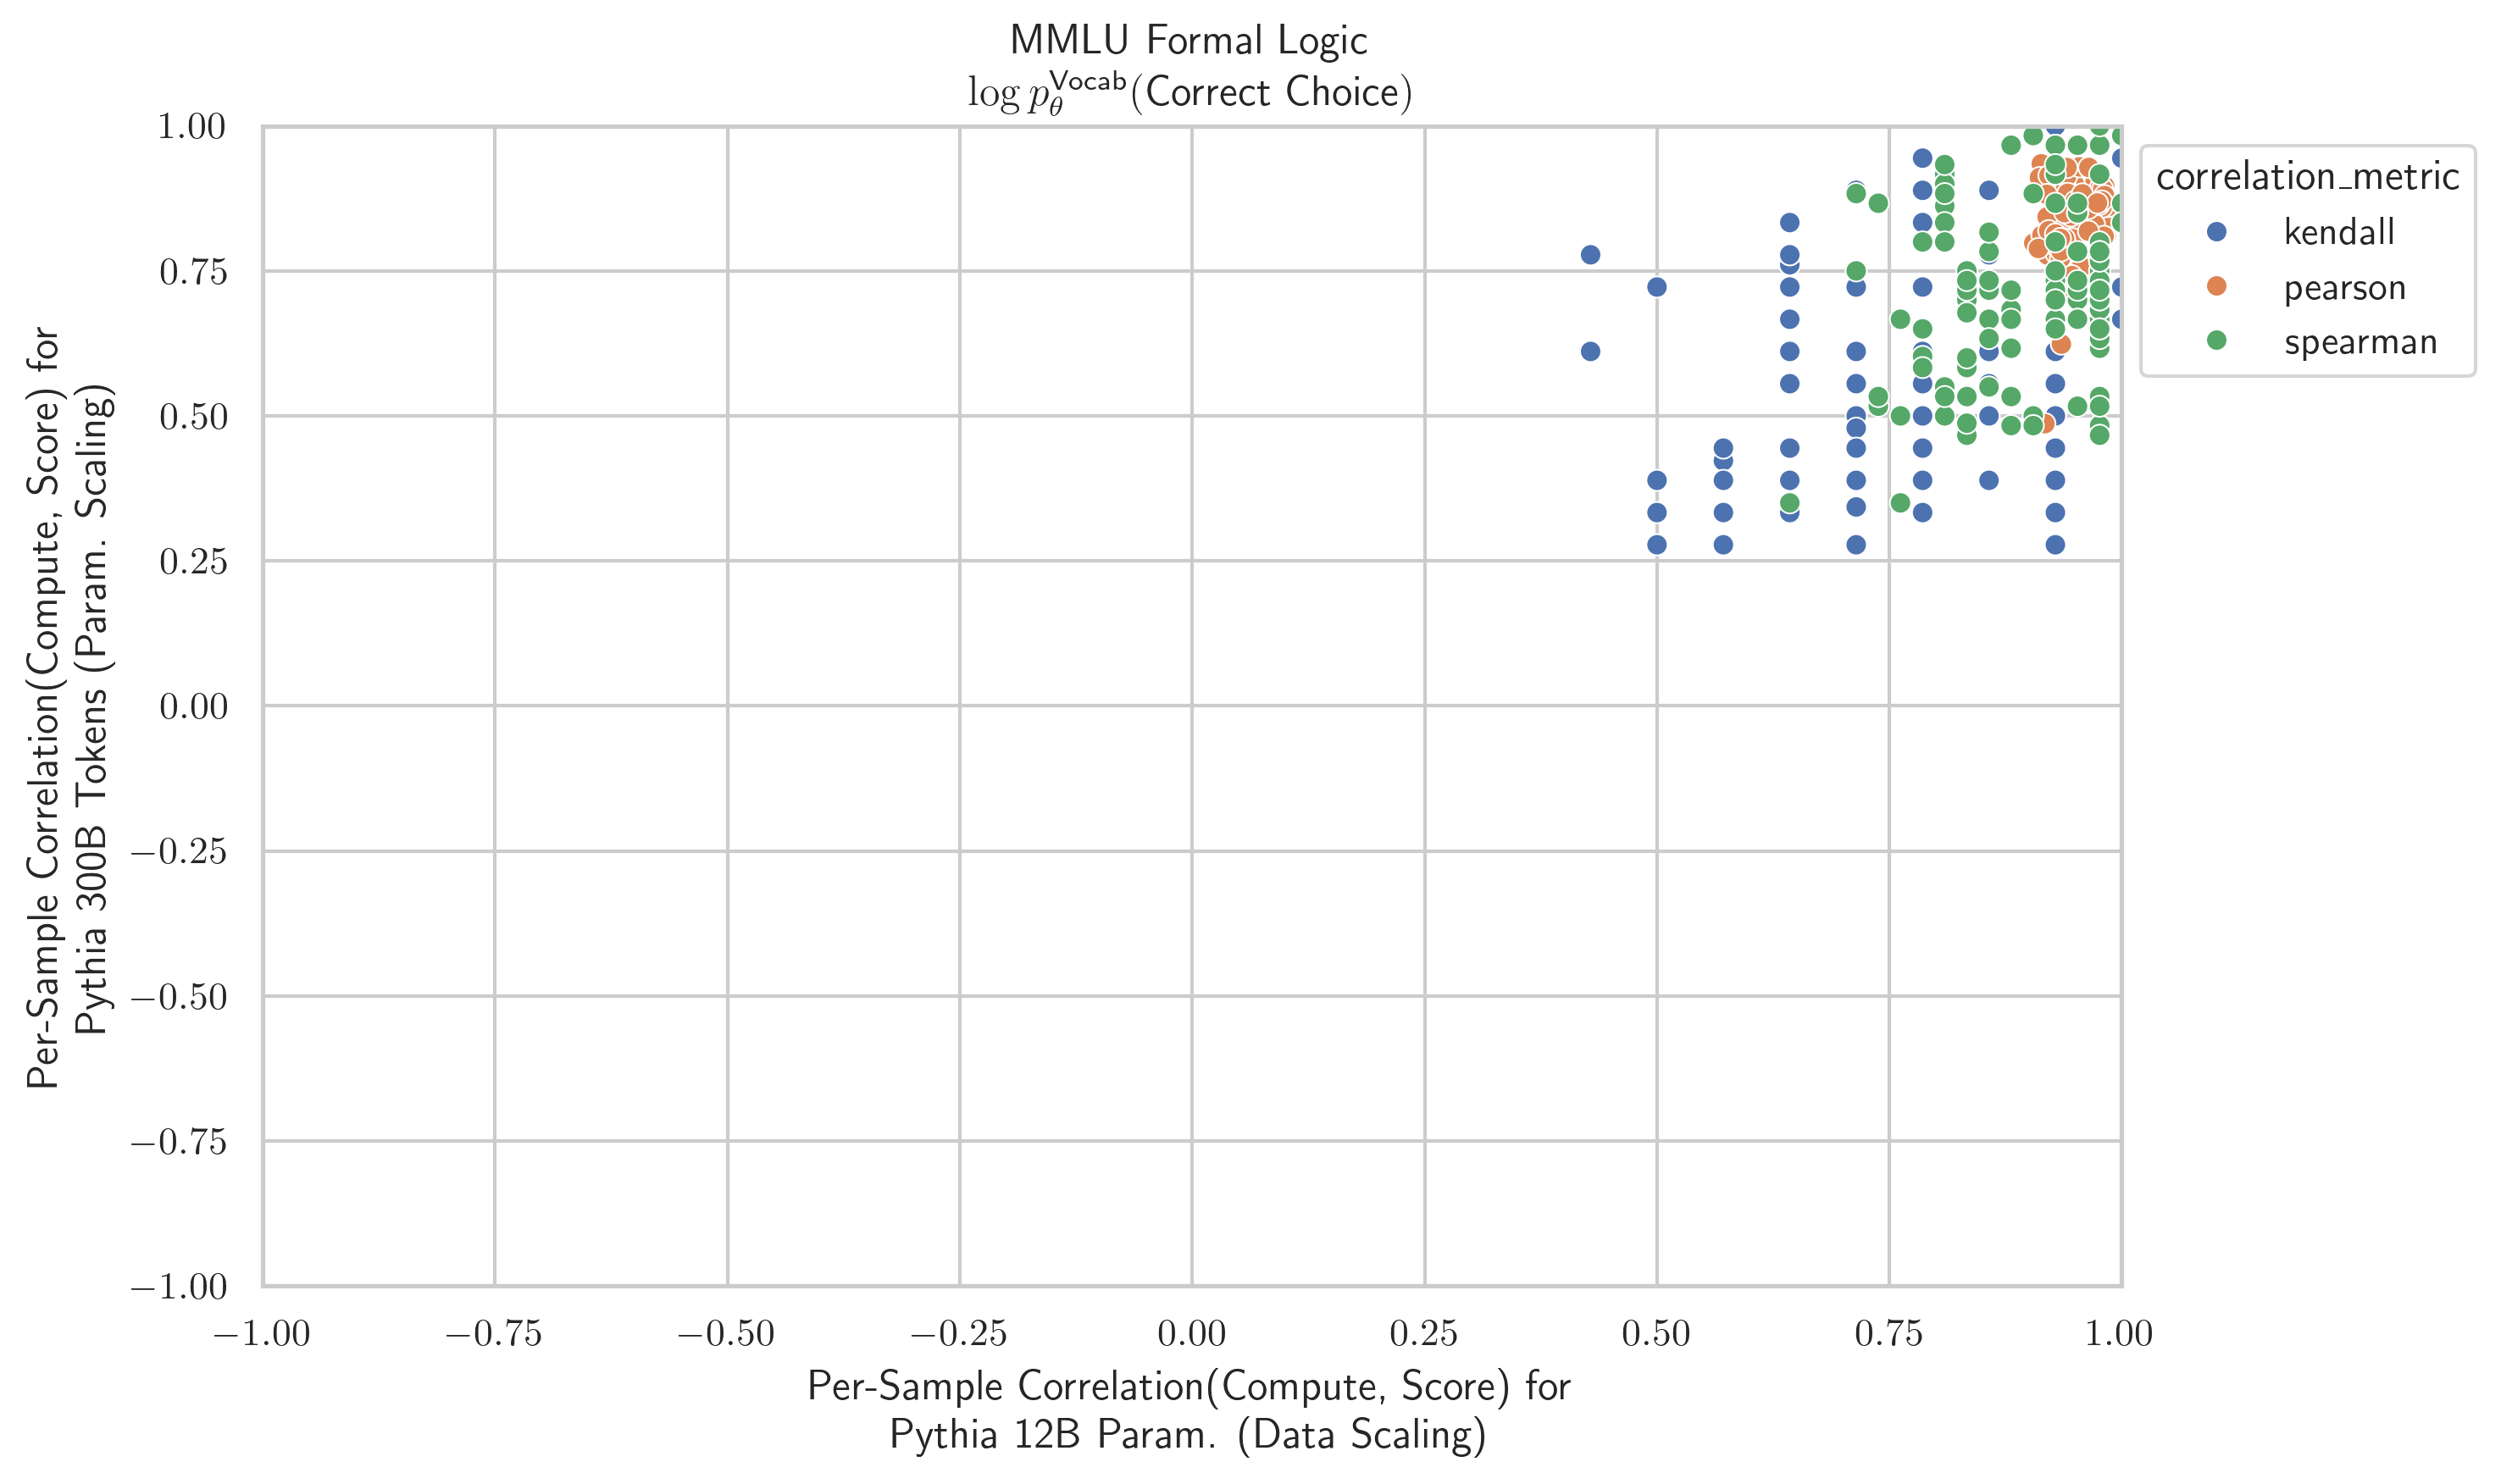 MMLU Formal Logic
log p_θ^Vocab(Correct Choice)
1.00
0.75
0.50
0.25
0.00
−0.25
−0.50
−0.75
−1.00
Per-Sample Correlation(Compute, Score) for
Pythia 300B Tokens (Param. Scaling)
−1.00 −0.75 −0.50 −0.25 0.00 0.25 0.50 0.75 1.00
Per-Sample Correlation(Compute, Score) for
Pythia 12B Param. (Data Scaling)
correlation_metric
kendall
pearson
spearman